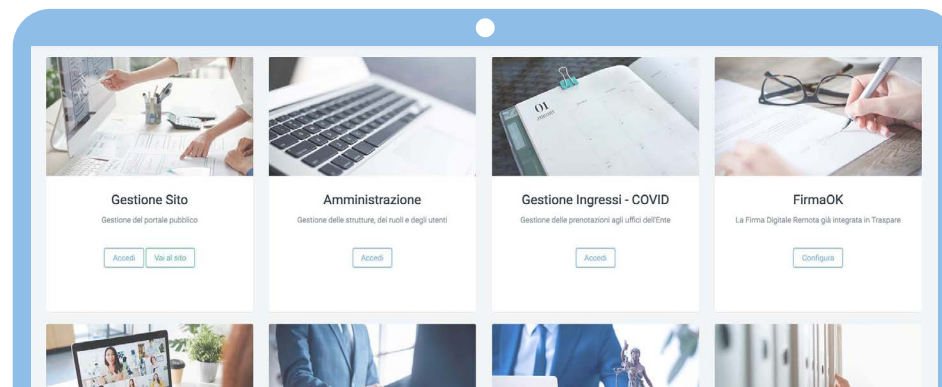 Gestione Sito
Gestione del portale pubblico
Accedi
Vai al sito
Amministrazione
Gestione delle strutture, dei ruoli e degli utenti
Accedi
01
Gestione Ingressi - COVID
Gestione delle prenotazioni agli uffici dell'Ente
Accedi
FirmaOK
La Firma Digitale Remota già integrata in Traspare
Configura